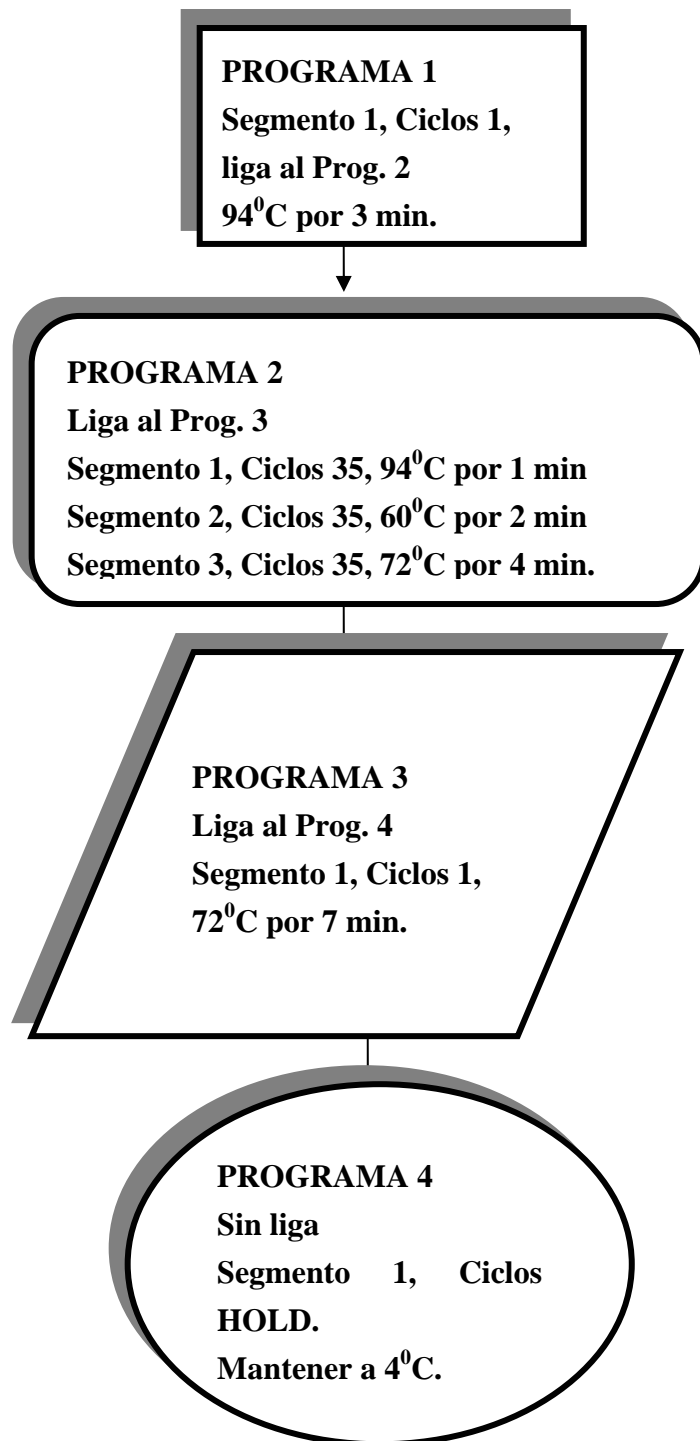 PROGRAMA 1
Segmento 1, Ciclos 1,
liga al Prog. 2
94⁰C por 3 min.
PROGRAMA 2
Liga al Prog. 3
Segmento 1, Ciclos 35, 94⁰C por 1 min
Segmento 2, Ciclos 35, 60⁰C por 2 min
Segmento 3, Ciclos 35, 72⁰C por 4 min.
PROGRAMA 3
Liga al Prog. 4
Segmento 1, Ciclos 1,
72⁰C por 7 min.
PROGRAMA 4
Sin liga
Segmento 1, Ciclos
HOLD.
Mantener a 4⁰C.